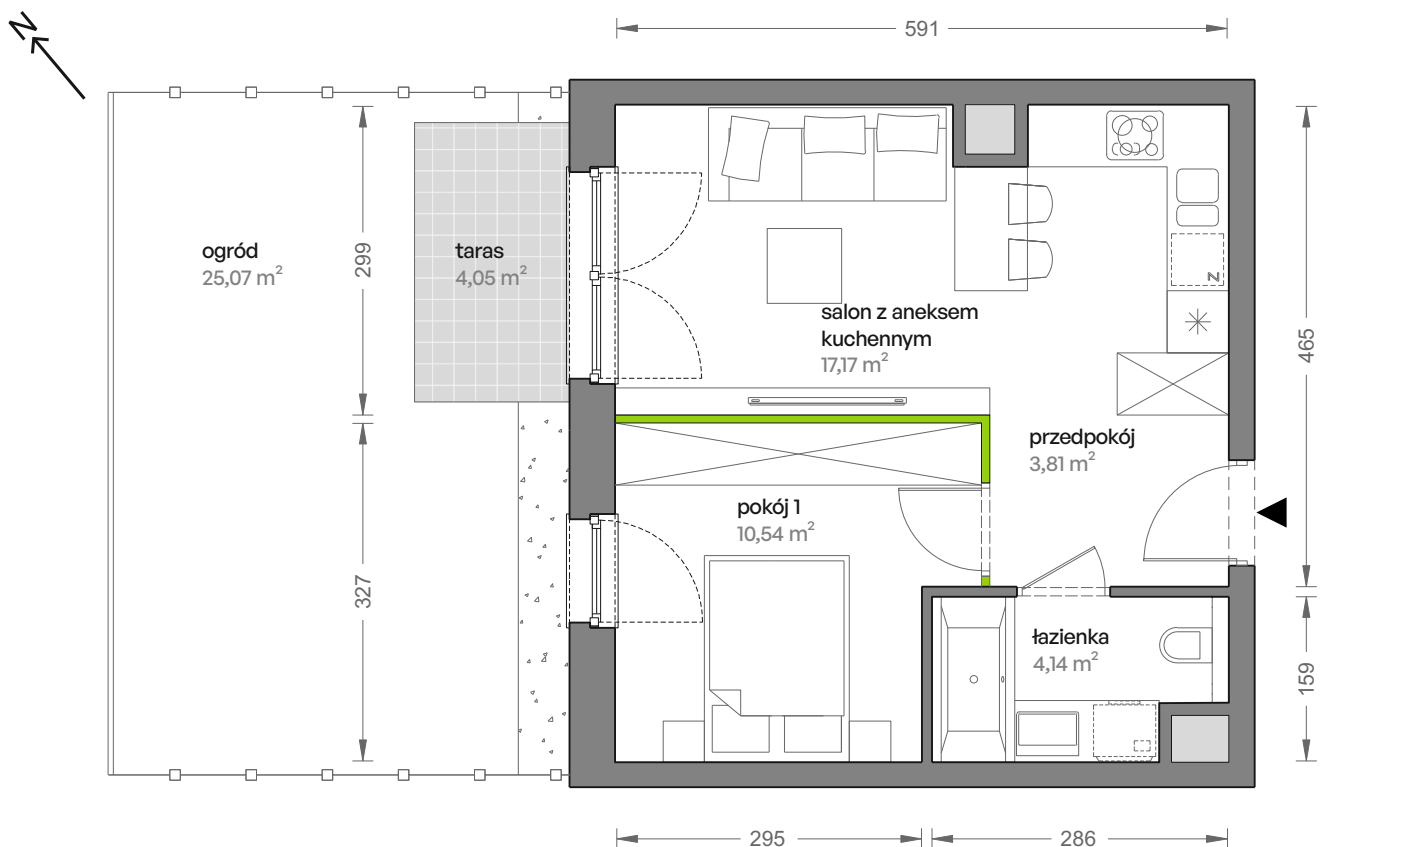 N
591
ogród
25,07 m²
299
taras
4,05 m²
salon z aneksem
kuchennym
17,17 m²
Z
465
przedpokój
3,81 m²
pokój 1
10,54 m²
327
łazienka
4,14 m²
159
295
286